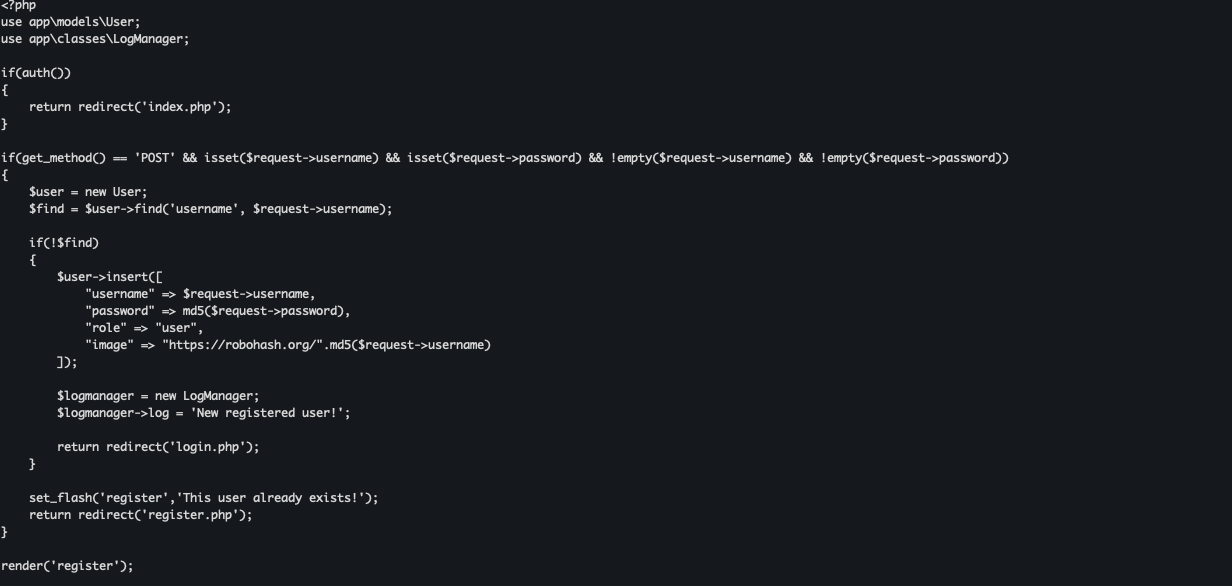 <?php
use app\models\User;
use app\classes\LogManager;

if(auth())
{
    return redirect('index.php');
}

if(get_method() == 'POST' && isset($request->username) && isset($request->password) && !empty($request->username) && !empty($request->password))
{
    $user = new User;
    $find = $user->find('username', $request->username);

    if(!$find)
    {
        $user->insert([
            "username" => $request->username,
            "password" => md5($request->password),
            "role" => "user",
            "image" => "https://robohash.org/".md5($request->username)
        ]);

        $logmanager = new LogManager;
        $logmanager->log = 'New registered user!';

        return redirect('login.php');
    }

    set_flash('register','This user already exists!');
    return redirect('register.php');
}

render('register');